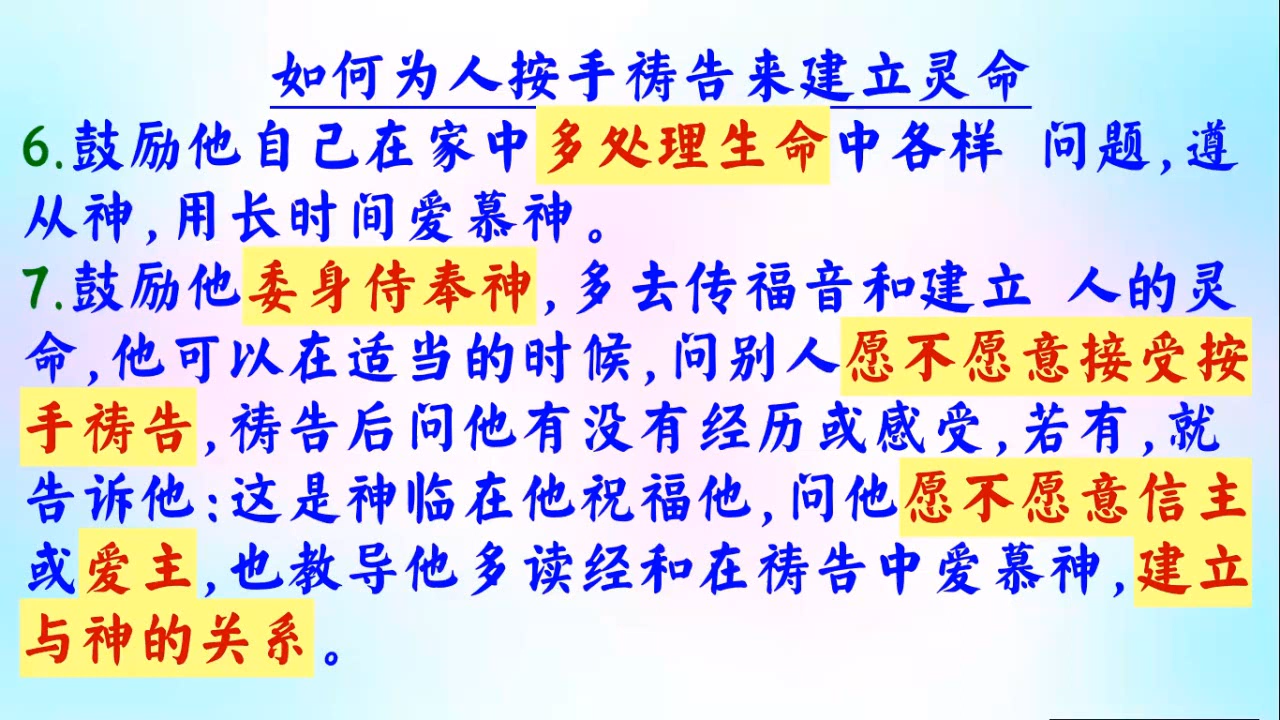 如何为人按手祷告来建立灵命
6.鼓励他自己在家中多处理生命中各样 问题,遵
从神,用长时间爱慕神。
7.鼓励他委身侍奉神,多去传福音和建立 人的灵
命,他可以在适当的时候,问别人愿不愿意接受按
手祷告,祷告后问他有没有经历或感受,若有,就
告诉他:这是神临在他祝福他,问他愿不愿意信主
或爱主,也教导他多读经和在祷告中爱慕神,建立
与神的关系。